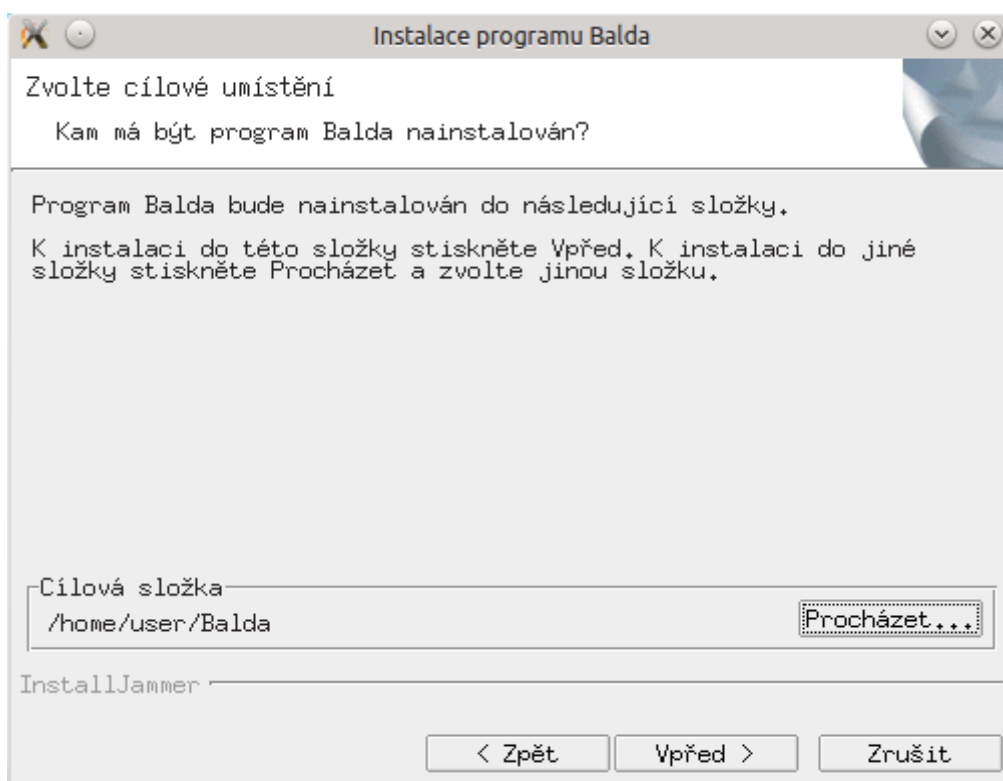 Instalace programu Balda
Zvolte cílové umístění
Kam má být program Balda nainstalován?
Program Balda bude nainstalován do následující složky.
K instalaci do této složky stiskněte Vpřed. K instalaci do jiné
složky stiskněte Procházet a zvolte jinou složku.
Cílová složka
/home/user/Balda
Procházet...
InstallJammer
< Zpět
Vpřed >
Zrušit